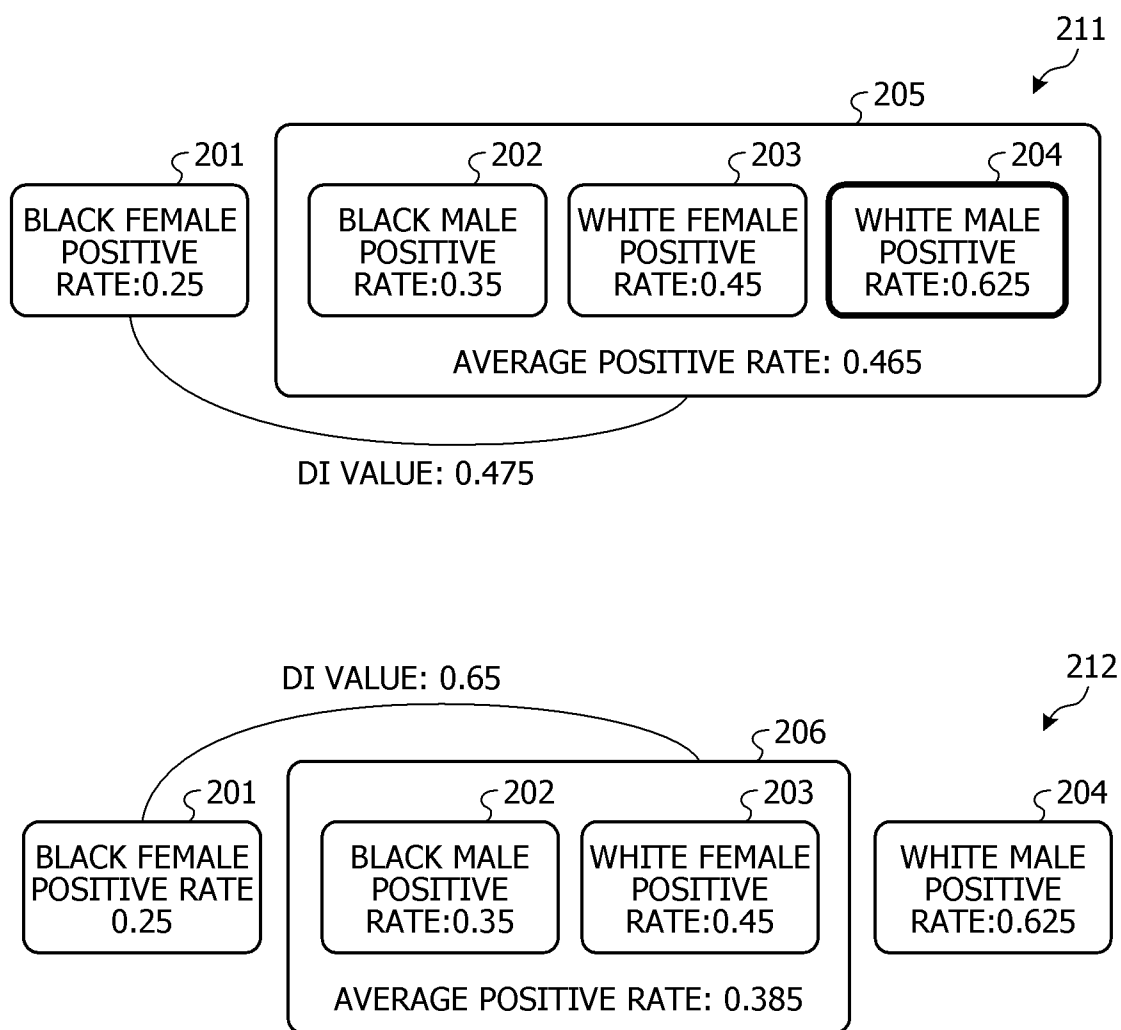 211
205
201
202
203
204
BLACK FEMALE
POSITIVE
RATE:0.25
BLACK MALE
POSITIVE
RATE:0.35
WHITE FEMALE
POSITIVE
RATE:0.45
WHITE MALE
POSITIVE
RATE:0.625
AVERAGE POSITIVE RATE: 0.465
DI VALUE: 0.475
DI VALUE: 0.65
212
206
201
202
203
204
BLACK FEMALE
POSITIVE RATE
0.25
BLACK MALE
POSITIVE
RATE:0.35
WHITE FEMALE
POSITIVE
RATE:0.45
WHITE MALE
POSITIVE
RATE:0.625
AVERAGE POSITIVE RATE: 0.385